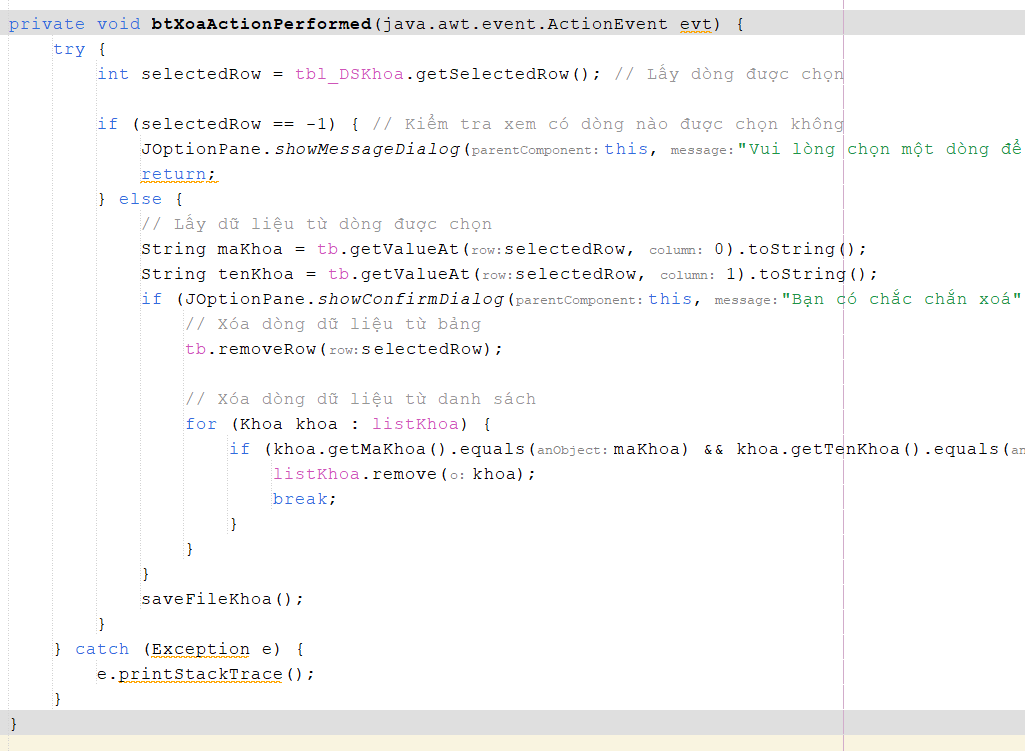 private void btXoaActionPerformed(java.awt.event.ActionEvent evt) {
try {
int selectedRow = tbl_DSKhoa.getSelectedRow(); // Lấy dòng được chọn
if (selectedRow == -1) { // Kiểm tra xem có dòng nào được chọn không
JOptionPane.showMessageDialog(parentComponent: this, message: "Vui lòng chọn một dòng để
return;
} else {
// Lấy dữ liệu từ dòng được chọn
String maKhoa = tb.getValueAt(row: selectedRow, column: 0).toString();
String tenKhoa = tb.getValueAt(row: selectedRow, column: 1).toString();
if (JOptionPane.showConfirmDialog(parentComponent: this, message: "Bạn có chắc chắn xoá"
// Xóa dòng dữ liệu từ bảng
tb.removeRow(row: selectedRow);
// Xóa dòng dữ liệu từ danh sách
for (Khoa khoa : listKhoa) {
if (khoa.getMaKhoa().equals(anObject: maKhoa) && khoa.getTenKhoa().equals(an
listKhoa.remove(o: khoa);
break;
}
}
}
saveFileKhoa();
}
} catch (Exception e) {
e.printStackTrace();
}
}